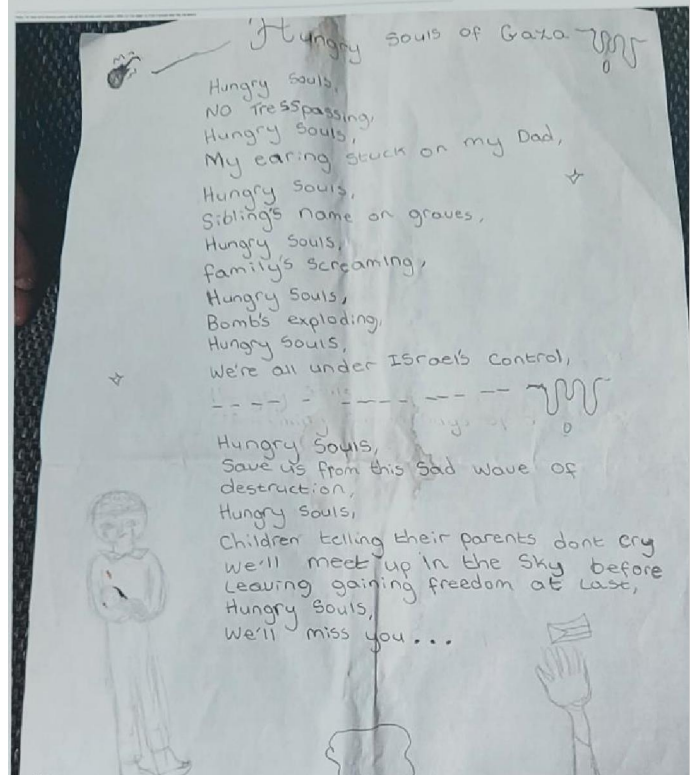 Hungry Souls of Gaza
Hungry Souls,
No Tresspassing,
Hungry Souls,
My earing stuck on my Dad,
Hungry Souls,
Sibling's name on graves,
Hungry Souls,
family's screaming,
Hungry Souls,
Bomb's exploding,
Hungry Souls,
We're all under Israel's control,
Hungry Souls,
Save us from this sad wave of
destruction,
Hungry Souls,
Children telling their parents dont cry
we'll meet up in the sky before
leaving gaining freedom at last,
Hungry Souls,
We'll miss you...